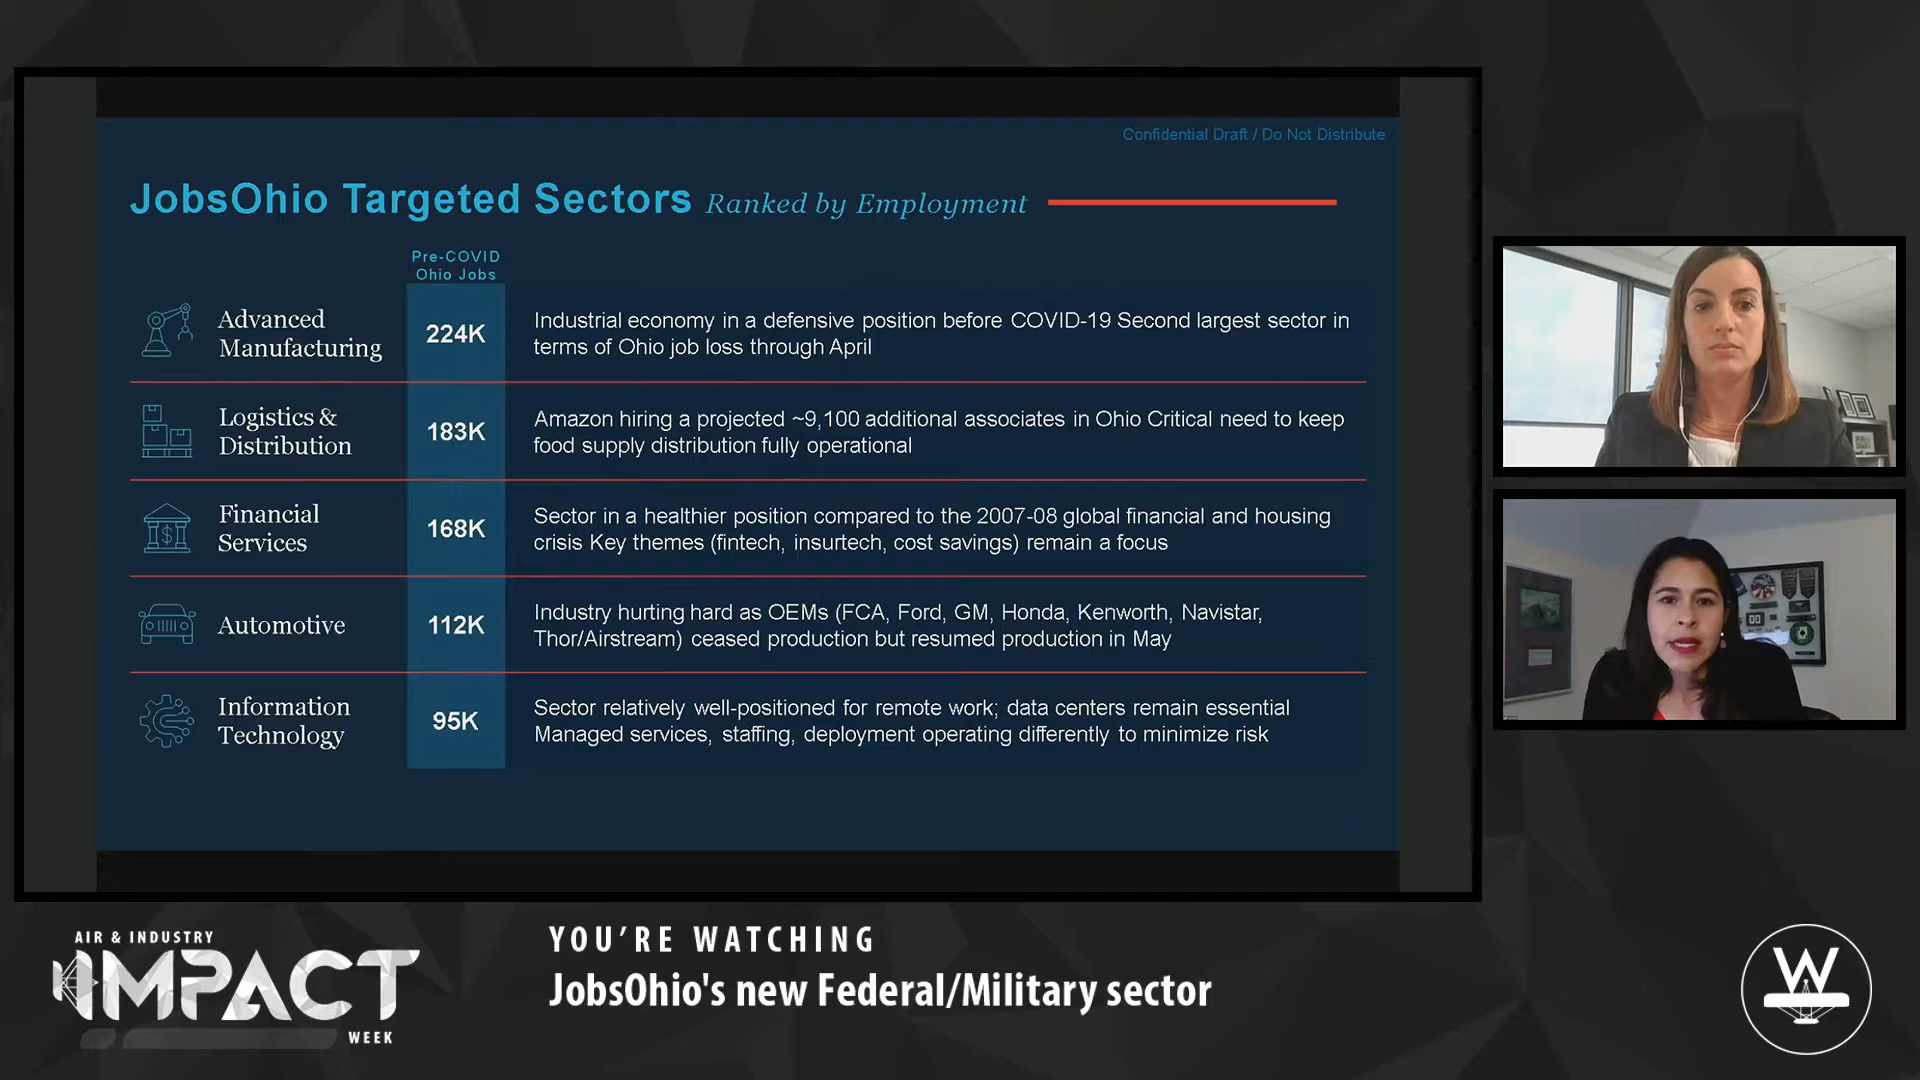 Confidential Draft / Do Not Distribute
JobsOhio Targeted Sectors Ranked by Employment
Pre-COVID
Ohio Jobs
Advanced
Manufacturing
224K
Industrial economy in a defensive position before COVID-19 Second largest sector in
terms of Ohio job loss through April
Logistics &
Distribution
183K
Amazon hiring a projected ~9,100 additional associates in Ohio Critical need to keep
food supply distribution fully operational
Financial
Services
168K
Sector in a healthier position compared to the 2007-08 global financial and housing
crisis Key themes (fintech, insurtech, cost savings) remain a focus
Automotive
112K
Industry hurting hard as OEMs (FCA, Ford, GM, Honda, Kenworth, Navistar,
Thor/Airstream) ceased production but resumed production in May
Information
Technology
95K
Sector relatively well-positioned for remote work; data centers remain essential
Managed services, staffing, deployment operating differently to minimize risk
AIR & INDUSTRY
IMPACT
WEEK
YOU'RE WATCHING
JobsOhio's new Federal/Military sector
W